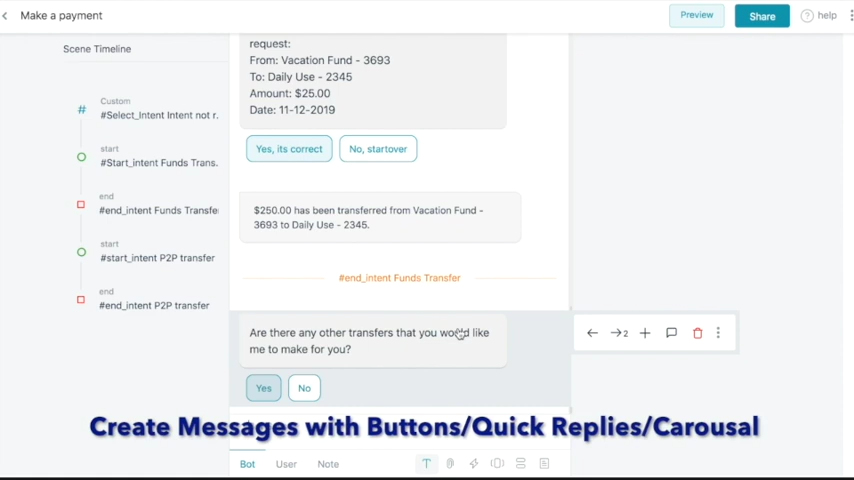 Make a payment
Preview
Share
? help
Scene Timeline
Custom
#Select_Intent Intent not r.
start
#Start_intent Funds Trans.
end
#end_intent Funds Transfe
start
#start_intent P2P transfer
end
#end_intent P2P transfer
request:
From: Vacation Fund - 3693
To: Daily Use - 2345
Amount: $25.00
Date: 11-12-2019
Yes, its correct
No, startover
$250.00 has been transferred from Vacation Fund -
3693 to Daily Use - 2345.
#end_intent Funds Transfer
Are there any other transfers that you would like
me to make for you?
2
Yes
No
Create Messages with Buttons/Quick Replies/Carousal
Bot
User
Note
T